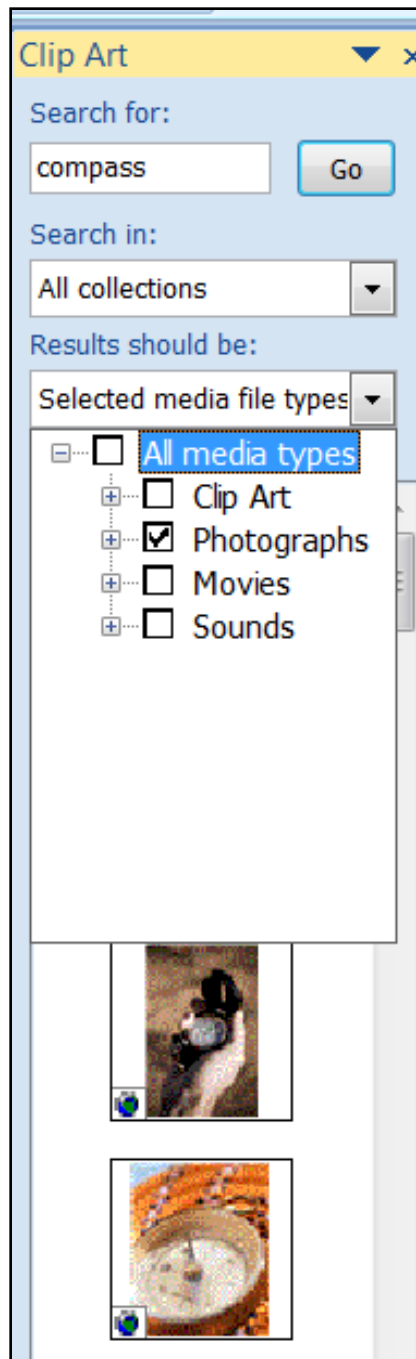 Clip Art
Search for:
compass Go
Search in:
All collections
Results should be:
Selected media file types
All media types
Clip Art
Photographs
Movies
Sounds